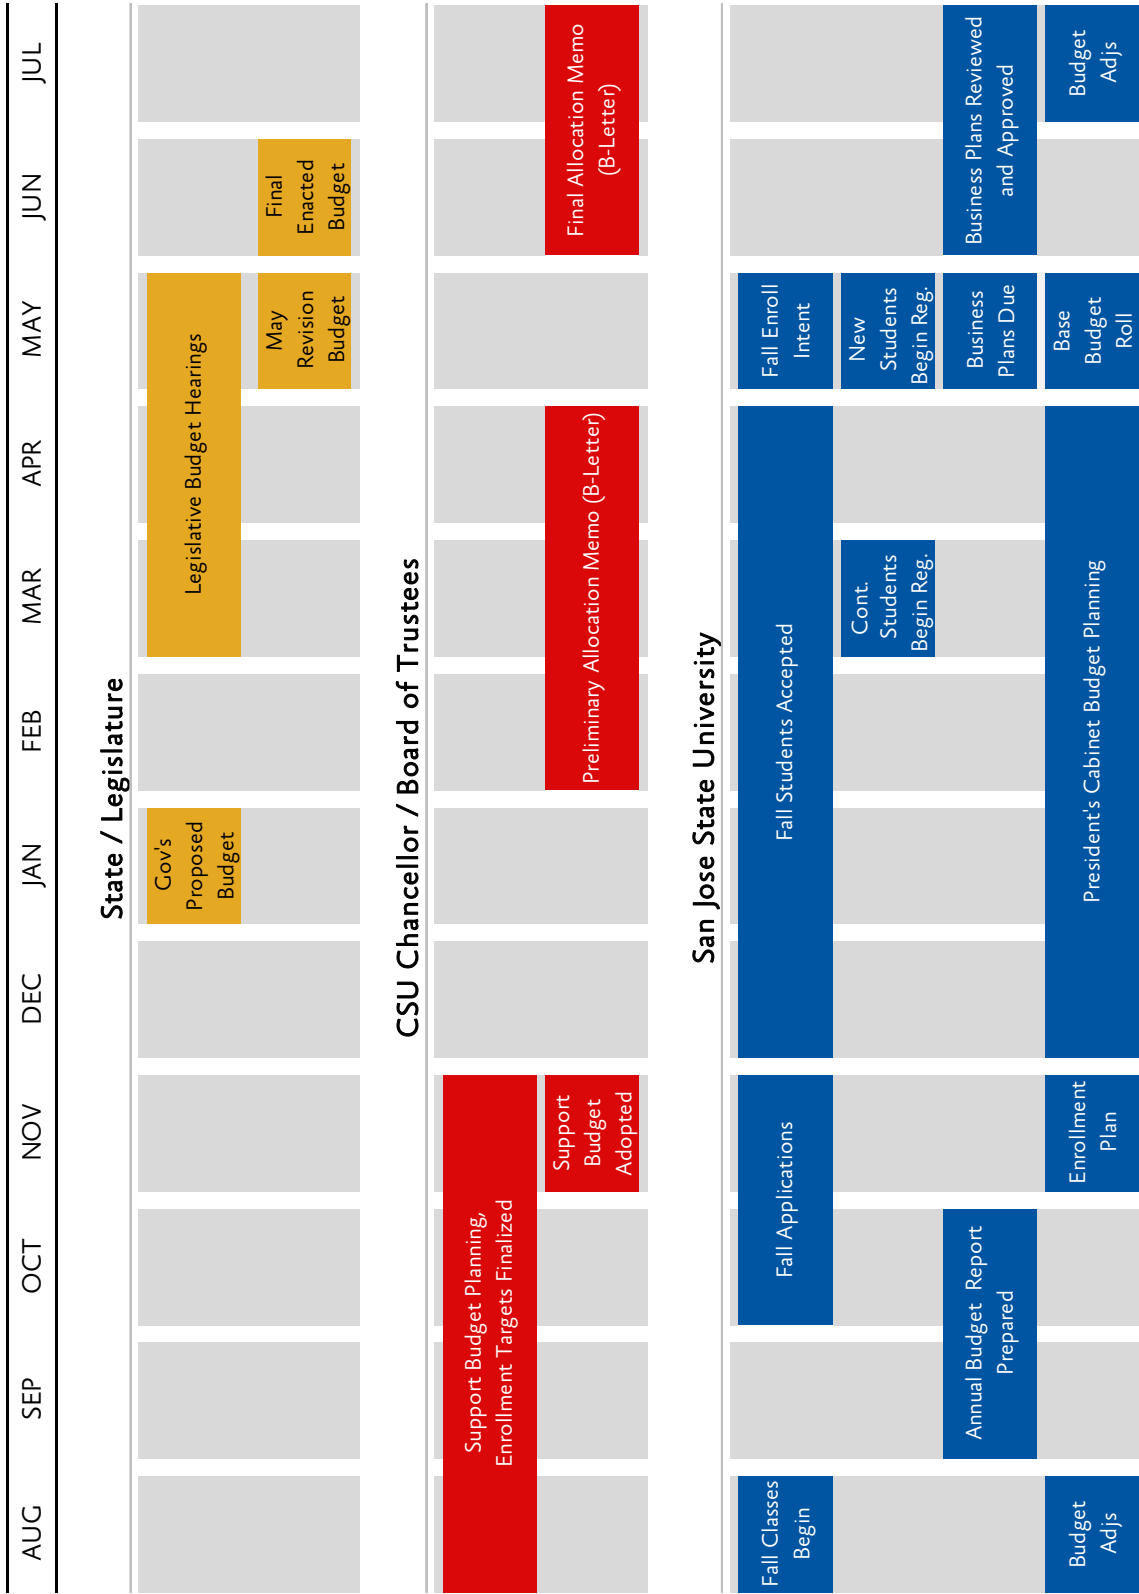 AUG
SEP
OCT
NOV
DEC
JAN
FEB
MAR
APR
MAY
JUN
JUL
State / Legislature
Gov's
Proposed
Budget
Legislative Budget Hearings
May
Revision
Budget
Final
Enacted
Budget
CSU Chancellor / Board of Trustees
Support Budget Planning,
Enrollment Targets Finalized
Support
Budget
Adopted
Preliminary Allocation Memo (B-Letter)
Final Allocation Memo
(B-Letter)
San Jose State University
Fall Classes
Begin
Fall Applications
Fall Students Accepted
Fall Enroll
Intent
Cont.
Students
Begin Reg.
New
Students
Begin Reg.
Annual Budget Report
Prepared
Business
Plans Due
Business Plans Reviewed
and Approved
Budget
Adjs
Enrollment
Plan
President's Cabinet Budget Planning
Base
Budget
Roll
Budget
Adjs